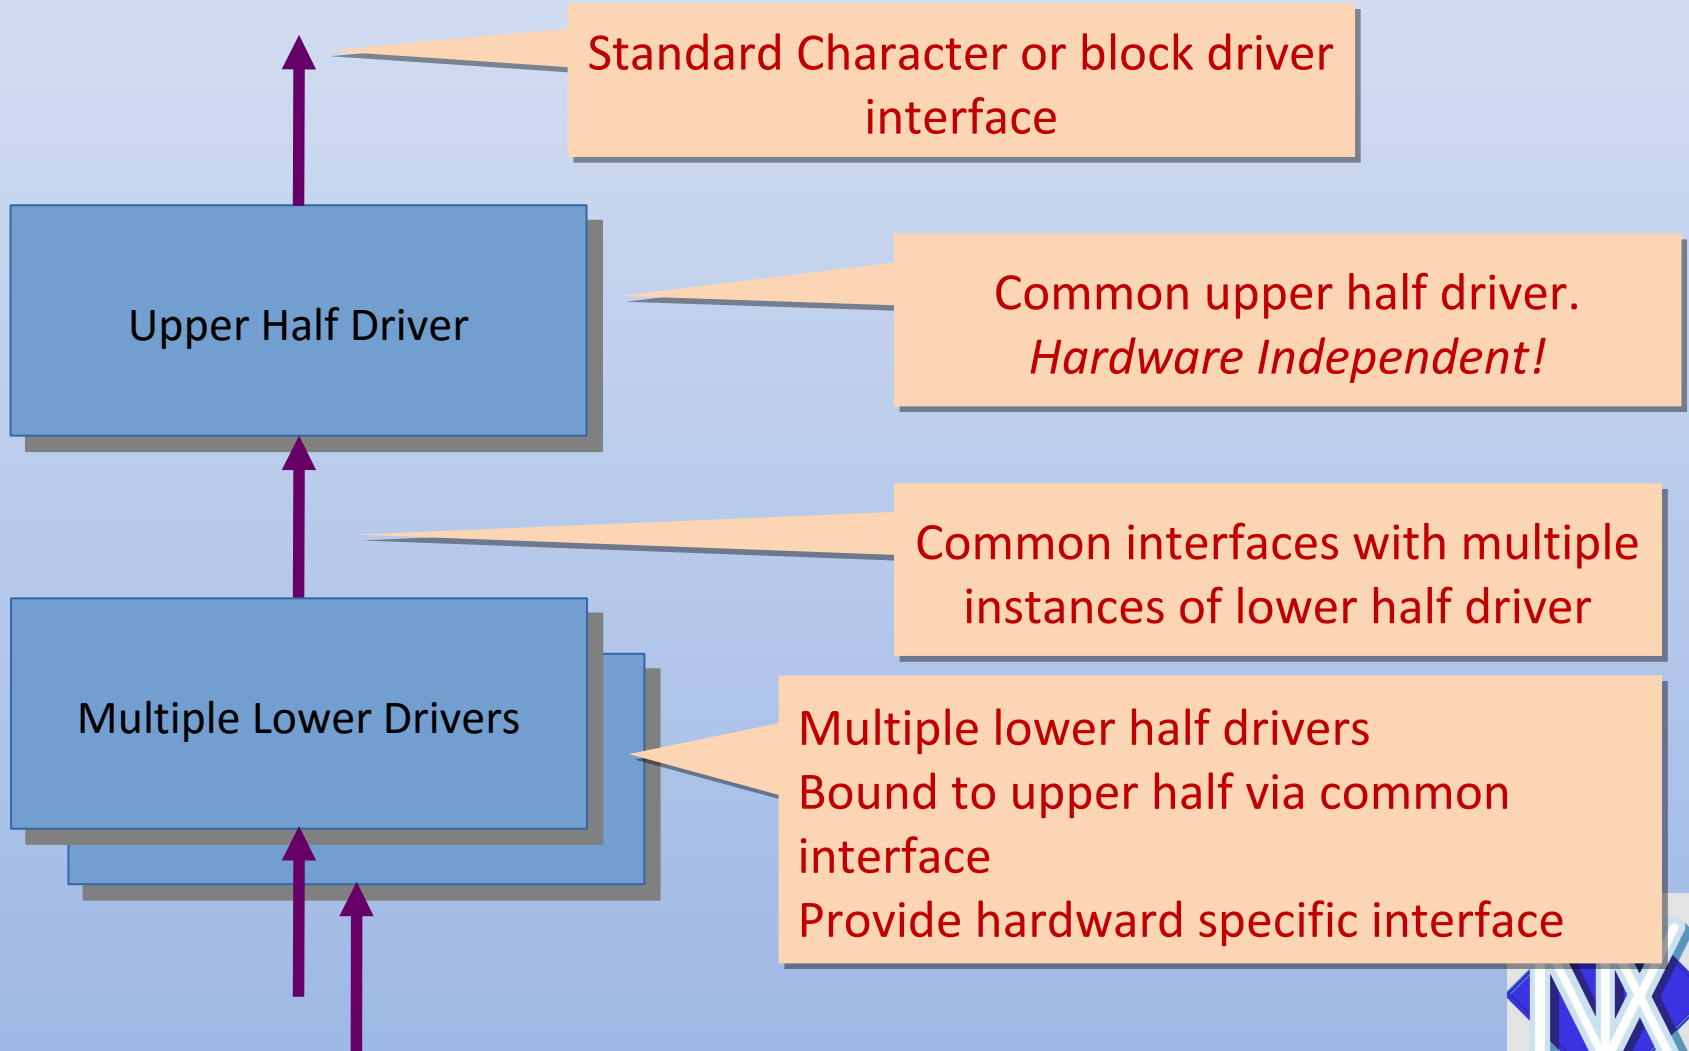 Standard Character or block driver
interface
Upper Half Driver
Common upper half driver.
Hardware Independent!
Common interfaces with multiple
instances of lower half driver
Multiple Lower Drivers
Multiple lower half drivers
Bound to upper half via common
interface
Provide hardward specific interface
NX